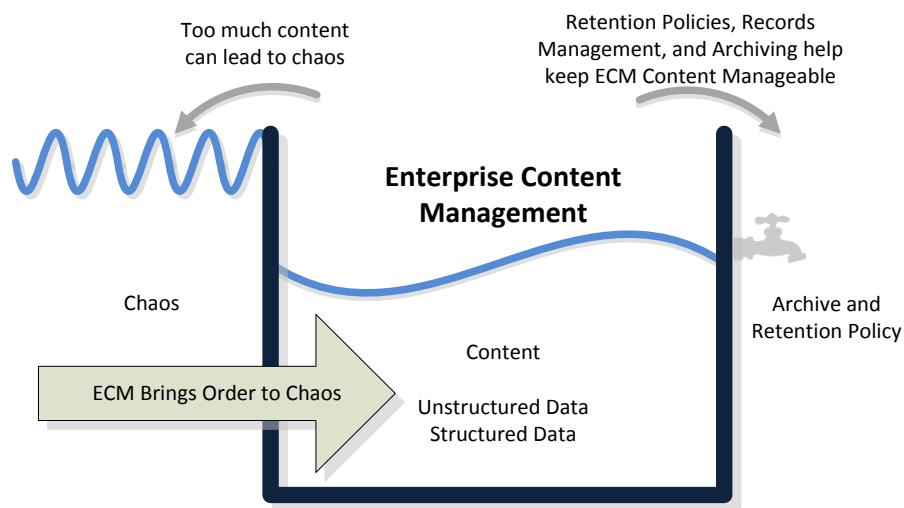 Too much content
can lead to chaos
Retention Policies, Records
Management, and Archiving help
keep ECM Content Manageable
Enterprise Content
Management
Chaos
Archive and
Retention Policy
Content
ECM Brings Order to Chaos
Unstructured Data
Structured Data